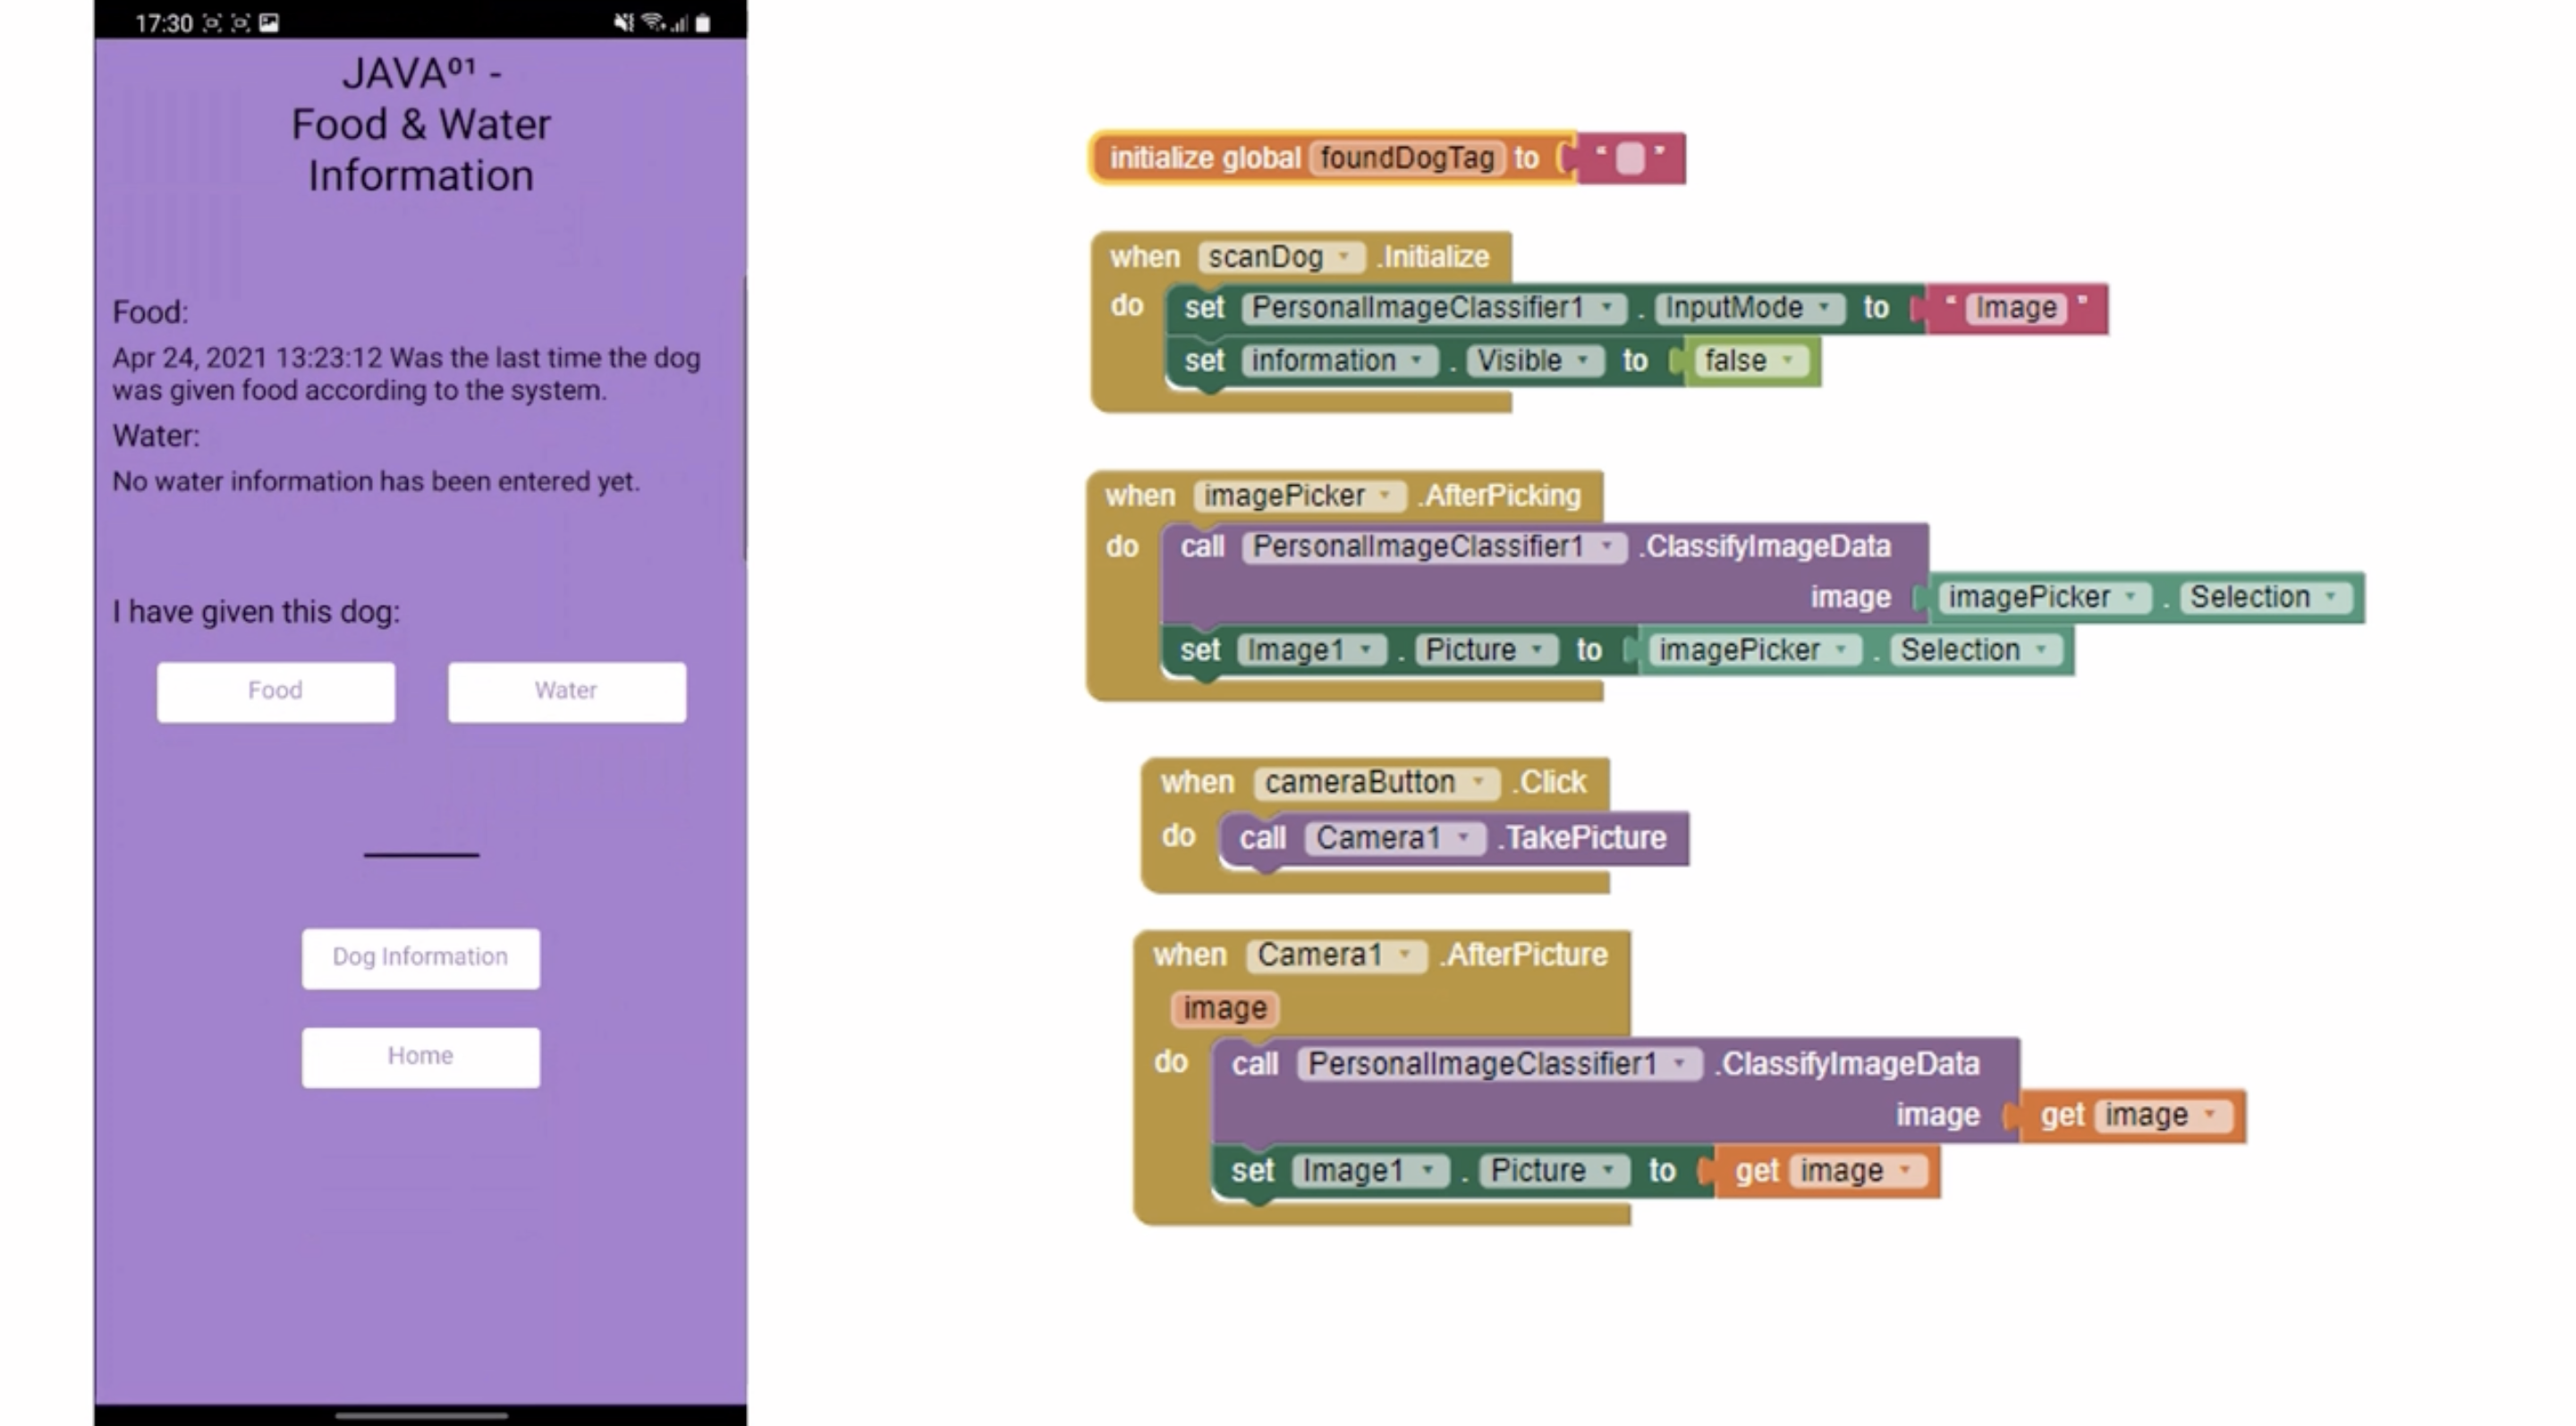 17:30
JAVA⁰¹ -
Food & Water
Information
Food:
Apr 24, 2021 13:23:12 Was the last time the dog
was given food according to the system.
Water:
No water information has been entered yet.
I have given this dog:
Food Water
Dog Information
Home
initialize global foundDogTag to “ ”
when scanDog .Initialize
do set PersonalImageClassifier1 . InputMode to “ Image ”
set information . Visible to false
when imagePicker .AfterPicking
do call PersonalImageClassifier1 .ClassifyImageData
image imagePicker . Selection
set Image1 . Picture to imagePicker . Selection
when cameraButton .Click
do call Camera1 .TakePicture
when Camera1 .AfterPicture
image
do call PersonalImageClassifier1 .ClassifyImageData
image get image
set Image1 . Picture to get image